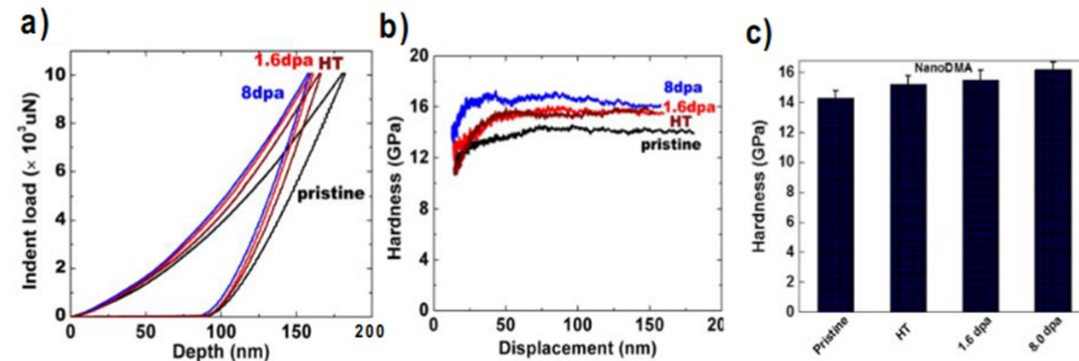 a)
Indent load (× 10³uN)
10
8
6
4
2
0
0 50 100 150 200
Depth (nm)
1.6dpa HT
8dpa
pristine
b)
Hardness (GPa)
20
16
12
8
4
0
0 50 100 150 20
Displacement (nm)
8dpa
1.6dpa
HT
pristine
c)
Hardness (GPa)
16
14
12
10
8
6
4
2
0
NanoDMA
Pristine
HT
1.6 dpa
8.0 dpa